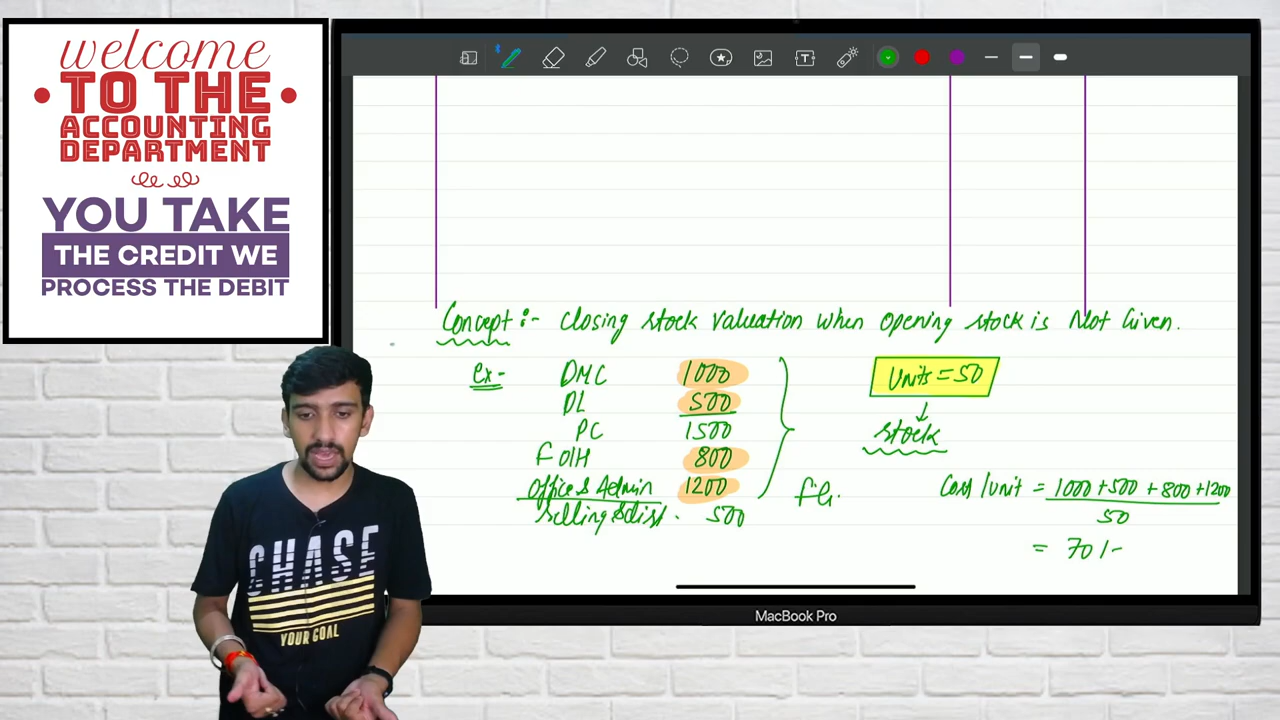 welcome
TO THE
ACCOUNTING
DEPARTMENT
YOU TAKE
THE CREDIT WE
PROCESS THE DEBIT
Concept :- Closing stock valuation when opening stock is Not Given.
ex-
DMC 1000
DL 500
PC 1500
FOH 800
Office & Admin 1200
Selling & dist. 500
F.G.
Units = 50
↓
stock
Cost/unit = 1000 + 500 + 800 + 1200
50
= 70/-
CHASE
YOUR GOAL
MacBook Pro